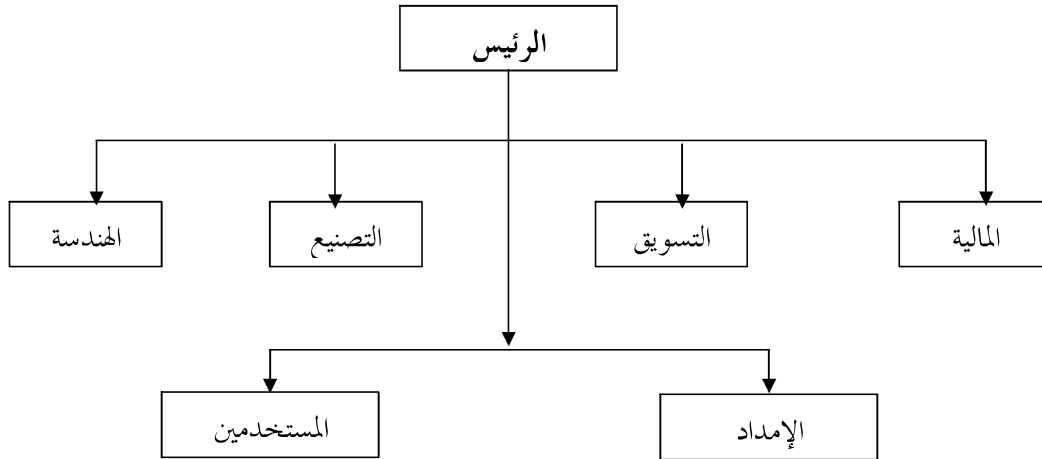 الرئيس
المالية
التسويق
التصنيع
الهندسة
الإمداد
المستخدمين